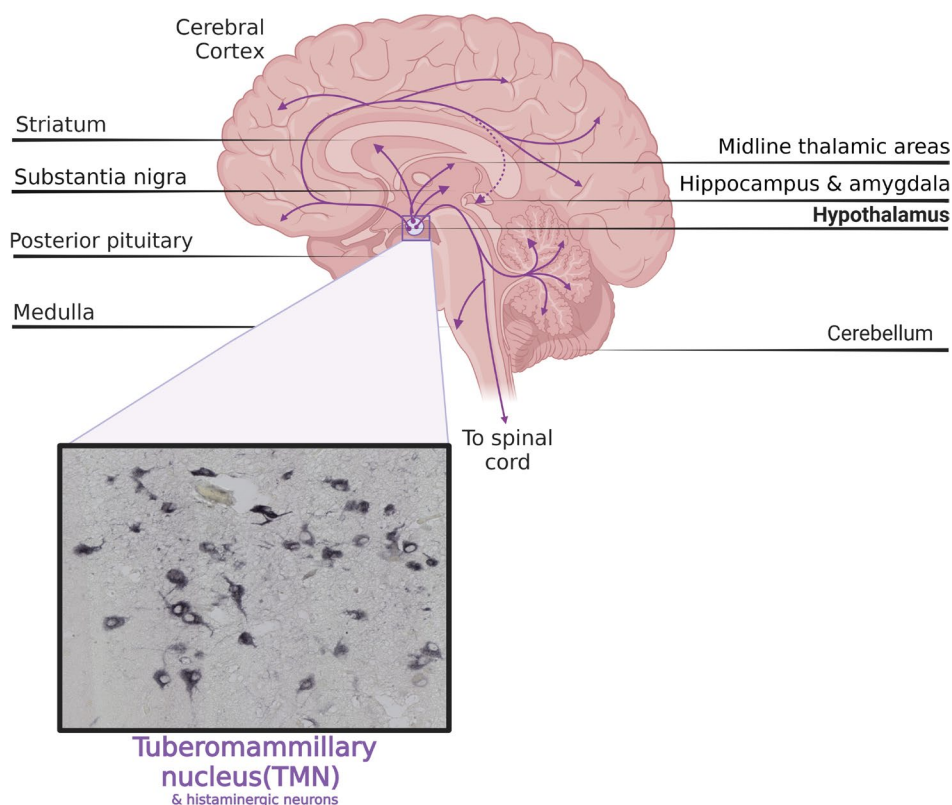 Cerebral
Cortex
Striatum
Substantia nigra
Posterior pituitary
Medulla
Midline thalamic areas
Hippocampus & amygdala
Hypothalamus
Cerebellum
To spinal
cord
Tuberomammillary
nucleus(TMN)
& histaminergic neurons